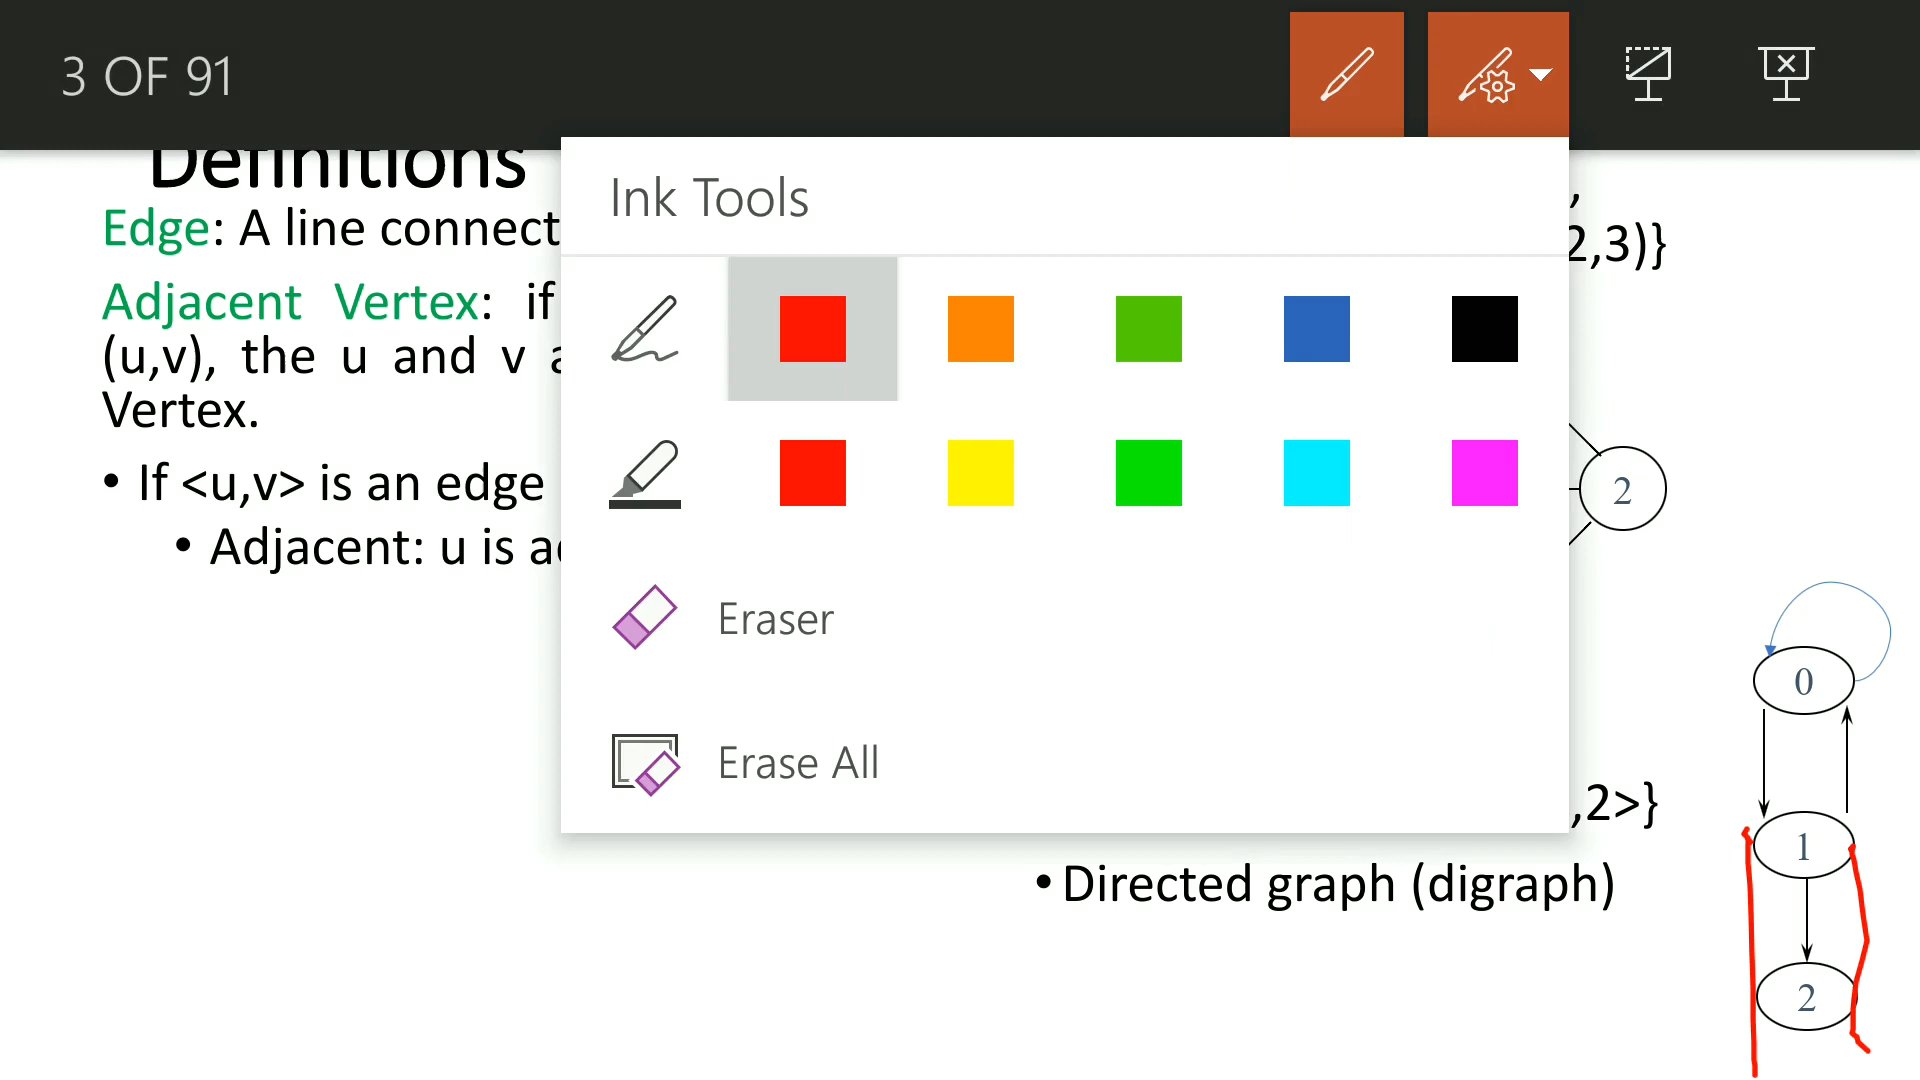 3 OF 91
Definitions
Edge: A line connect
Adjacent Vertex: if
(u,v), the u and v
Vertex.
• If <u,v> is an edge
• Adjacent: u is
Ink Tools
Eraser
Erase All
,
2,3)}
2
0
,2>}
1
• Directed graph (digraph)
2